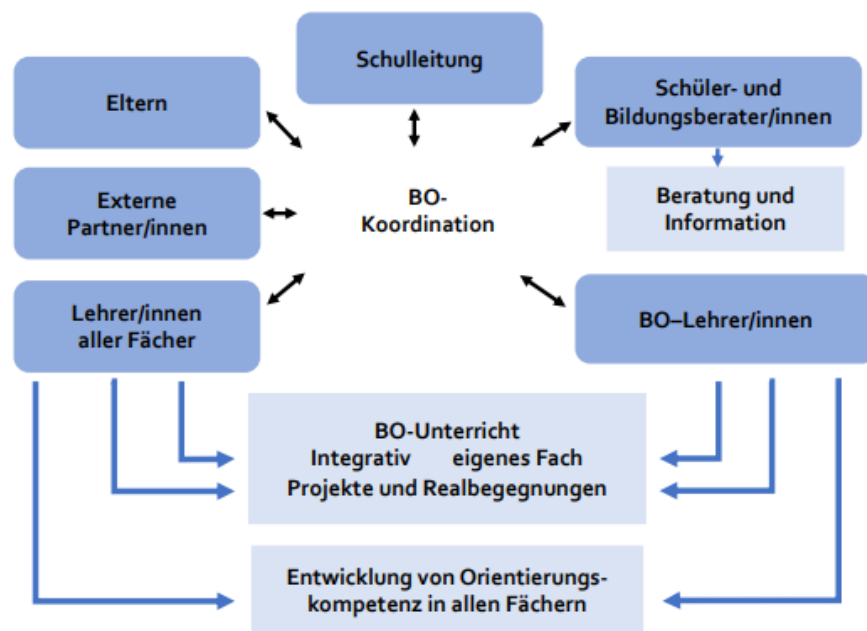 Schulleitung
Eltern
Schüler- und
Bildungsberater/innen
Externe
Partner/innen
BO-
Koordination
Beratung und
Information
Lehrer/innen
aller Fächer
BO–Lehrer/innen
BO-Unterricht
Integrativ eigenes Fach
Projekte und Realbegegnungen
Entwicklung von Orientierungs-
kompetenz in allen Fächern